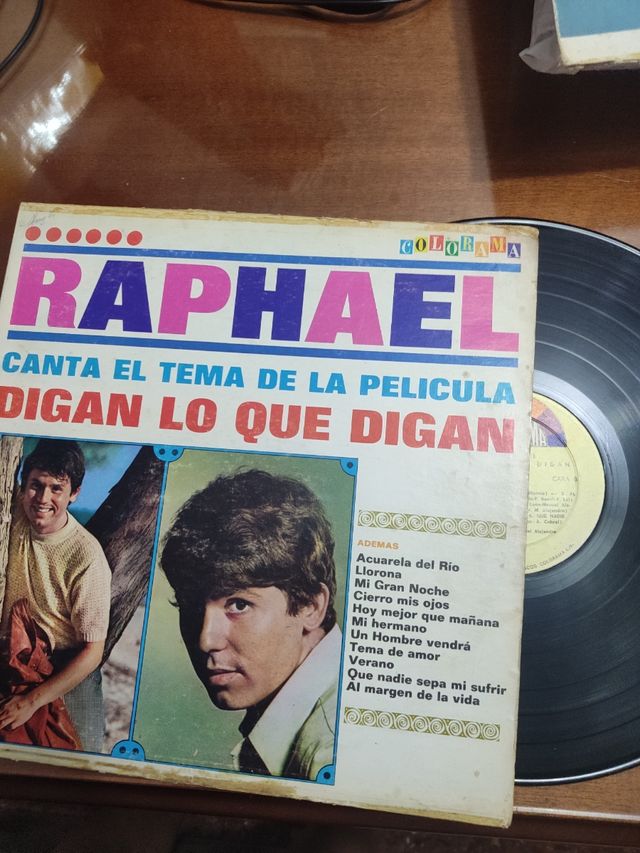 COLORAMA
RAPHAEL
CANTA EL TEMA DE LA PELICULA
DIGAN LO QUE DIGAN
ADEMAS
Acuarela del Río
Llorona
Mi Gran Noche
Cierro mis ojos
Hoy mejor que mañana
Mi hermano
Un Hombre vendrá
Tema de amor
Verano
Que nadie sepa mi sufrir
Al margen de la vida
DIGAN
CARA